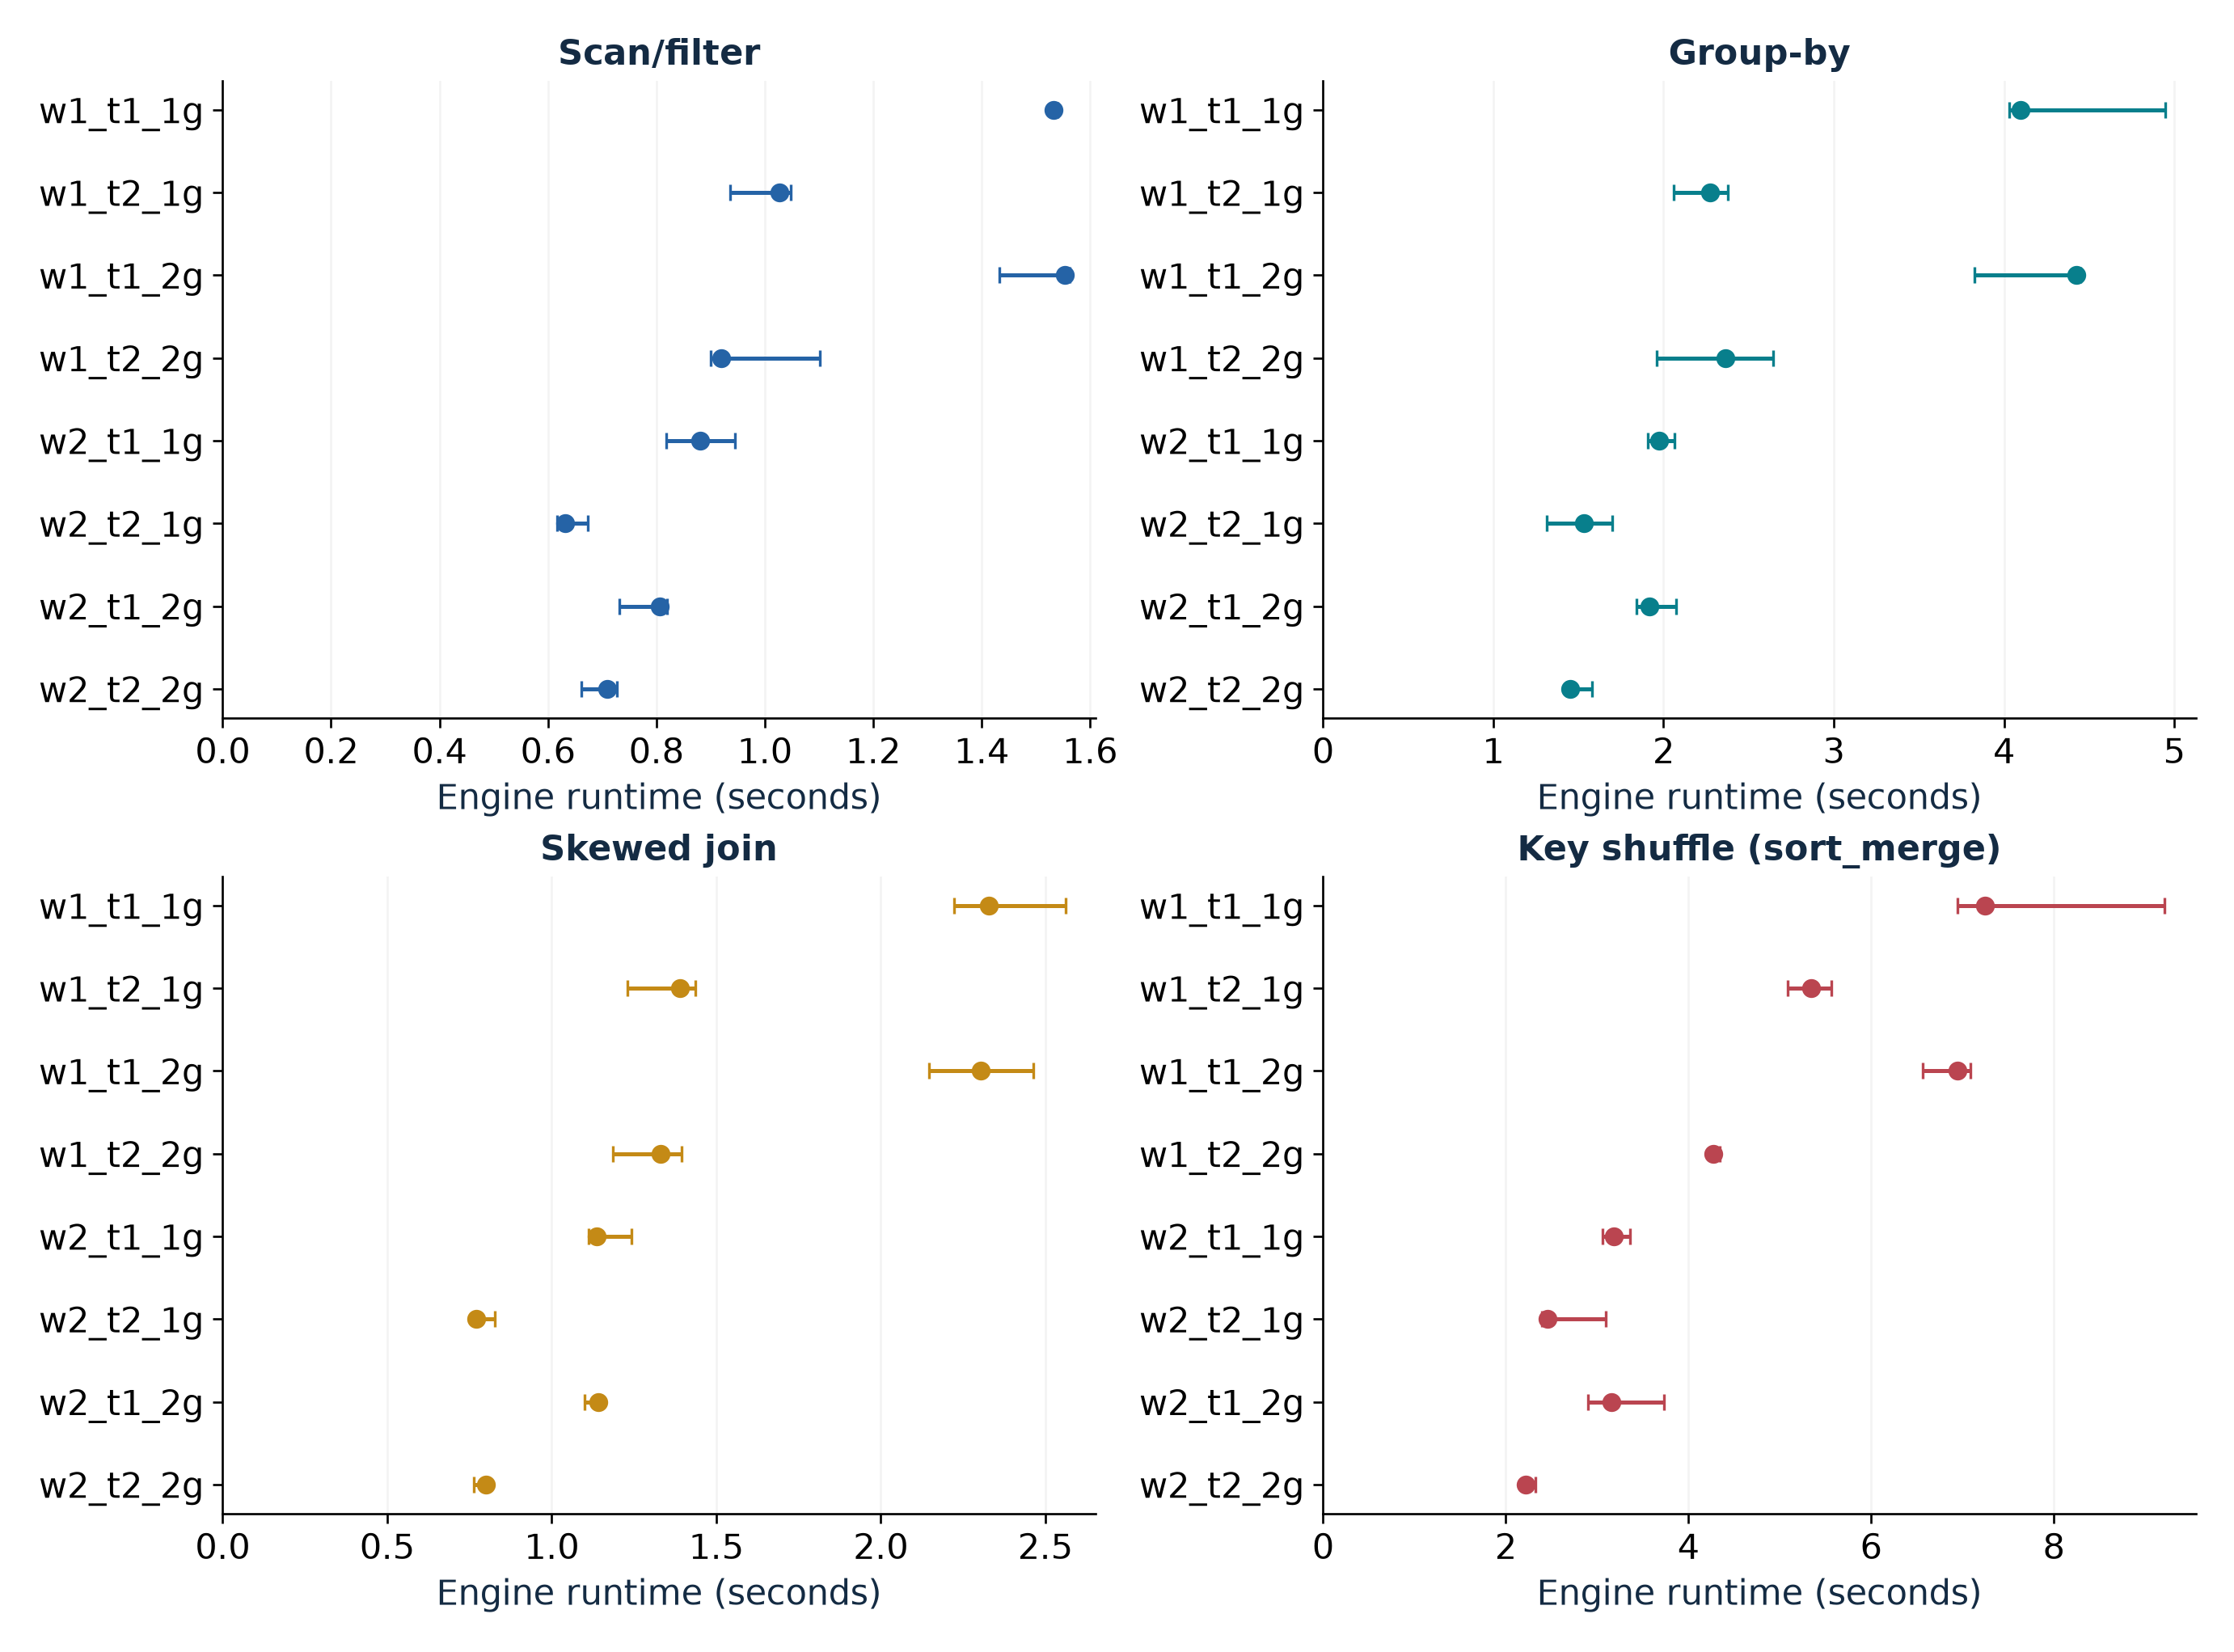 Scan/filter
w1_t1_1g
w1_t2_1g
w1_t1_2g
w1_t2_2g
w2_t1_1g
w2_t2_1g
w2_t1_2g
w2_t2_2g
0.0 0.2 0.4 0.6 0.8 1.0 1.2 1.4 1.6
Engine runtime (seconds)
Group-by
w1_t1_1g
w1_t2_1g
w1_t1_2g
w1_t2_2g
w2_t1_1g
w2_t2_1g
w2_t1_2g
w2_t2_2g
0 1 2 3 4 5
Engine runtime (seconds)
Skewed join
w1_t1_1g
w1_t2_1g
w1_t1_2g
w1_t2_2g
w2_t1_1g
w2_t2_1g
w2_t1_2g
w2_t2_2g
0.0 0.5 1.0 1.5 2.0 2.5
Engine runtime (seconds)
Key shuffle (sort_merge)
w1_t1_1g
w1_t2_1g
w1_t1_2g
w1_t2_2g
w2_t1_1g
w2_t2_1g
w2_t1_2g
w2_t2_2g
0 2 4 6 8
Engine runtime (seconds)